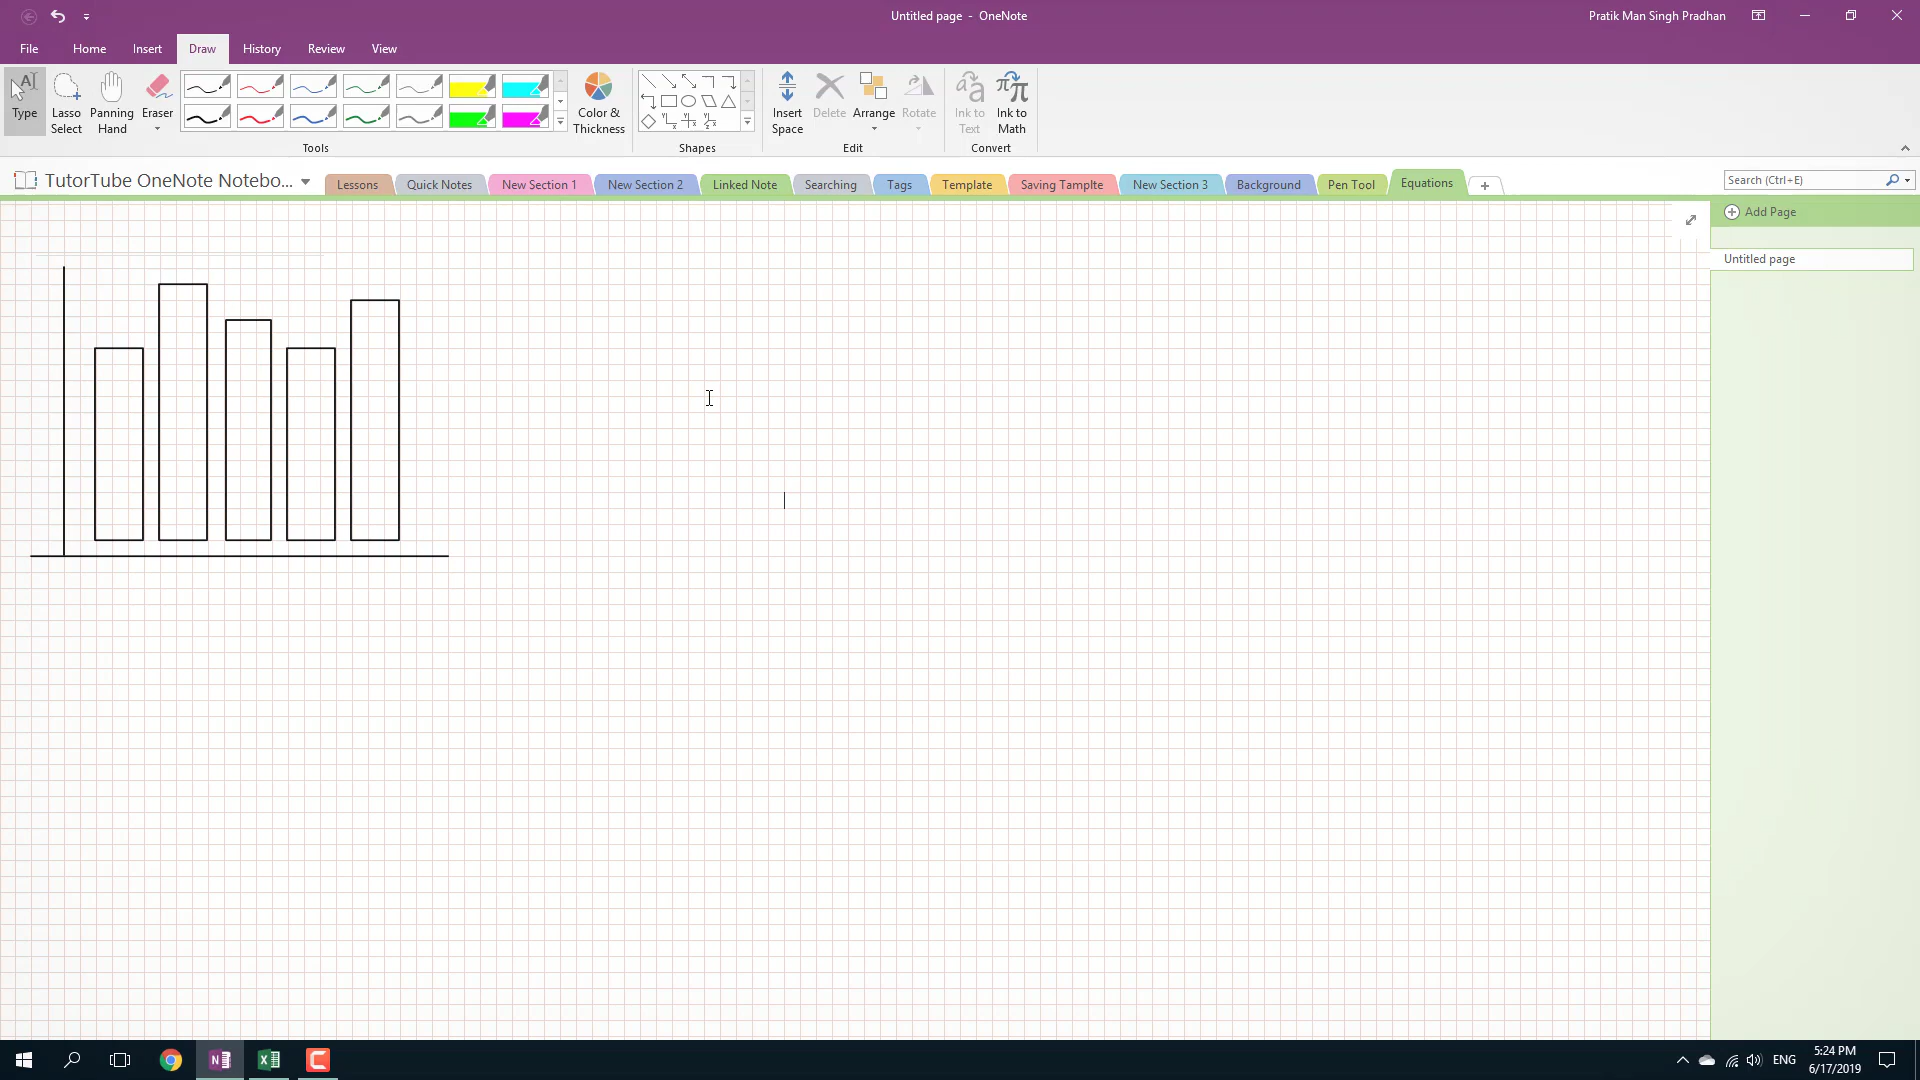 Untitled page - OneNote
Pratik Man Singh Pradhan
File Home Insert Draw History Review View
Type
Lasso Select
Panning Hand
Eraser
Color & Thickness
Insert Space
Delete
Arrange
Rotate
Ink to Text
Ink to Math
Tools
Shapes
Edit
Convert
TutorTube OneNote Notebo...
Lessons
Quick Notes
New Section 1
New Section 2
Linked Note
Searching
Tags
Template
Saving Tamplte
New Section 3
Background
Pen Tool
Equations
Search (Ctrl+E)
Add Page
Untitled page
ENG
5:24 PM
6/17/2019